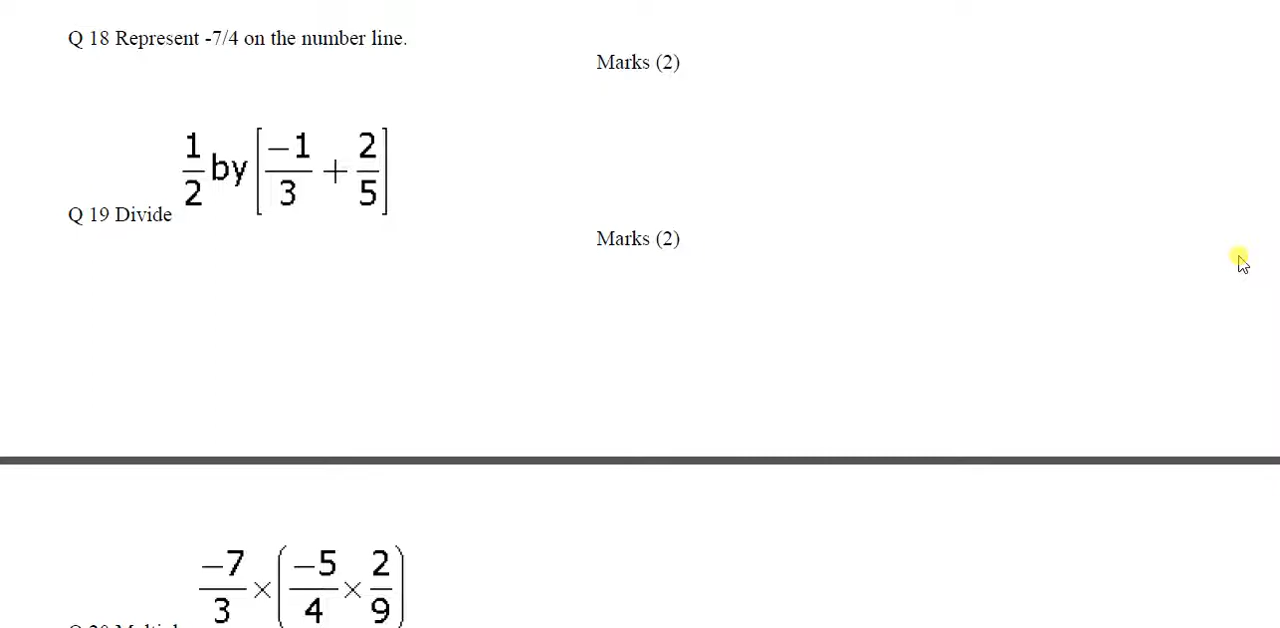 Q 18 Represent -7/4 on the number line.
Marks (2)
Q 19 Divide 1/2 by [-1/3 + 2/5]
Marks (2)
-7/3 × (-5/4 × 2/9)
Q 20